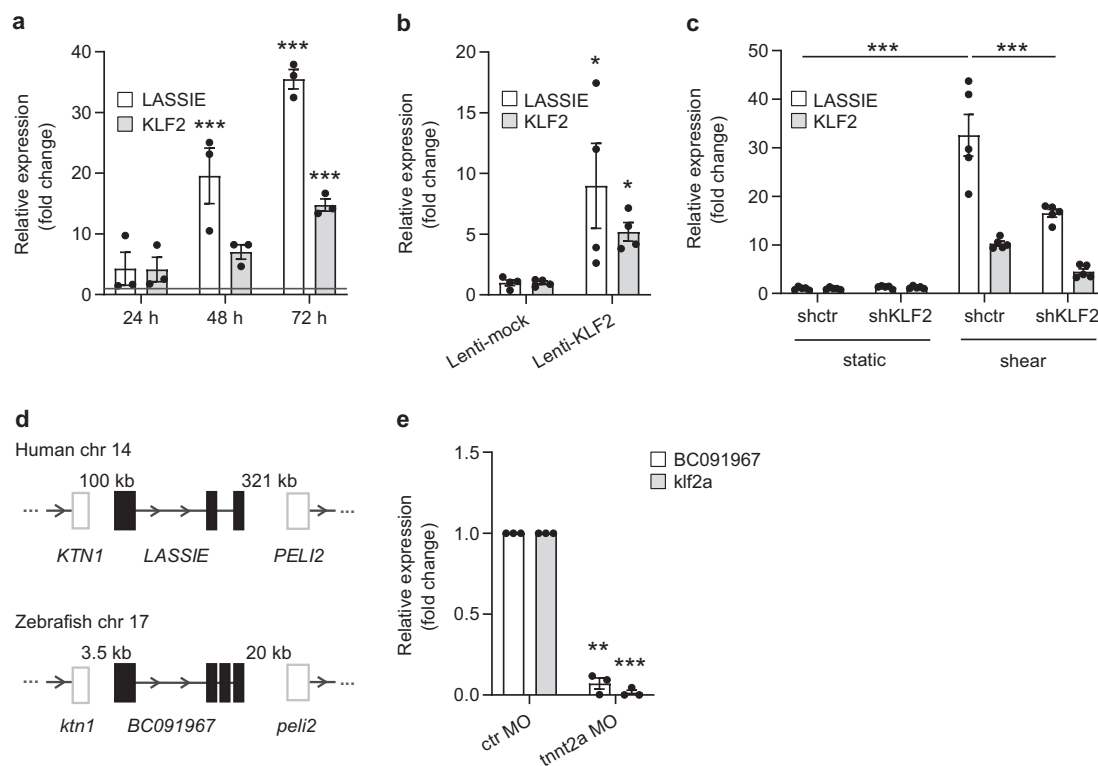 a
Relative expression
(fold change)
40
30
20
10
0
LASSIE
KLF2
***
***
***
24 h
48 h
72 h
b
Relative expression
(fold change)
20
15
10
5
0
LASSIE
KLF2
*
*
Lenti-mock
Lenti-KLF2
c
Relative expression
(fold change)
50
40
30
20
10
0
LASSIE
KLF2
***
***
shctr
shKLF2
shctr
shKLF2
static
shear
d
Human chr 14
100 kb
321 kb
...
...
KTN1
LASSIE
PELI2
Zebrafish chr 17
3.5 kb
20 kb
...
...
ktn1
BC091967
peli2
e
Relative expression
(fold change)
1.5
1.0
0.5
0.0
BC091967
klf2a
**
***
ctr MO
tnnt2a MO